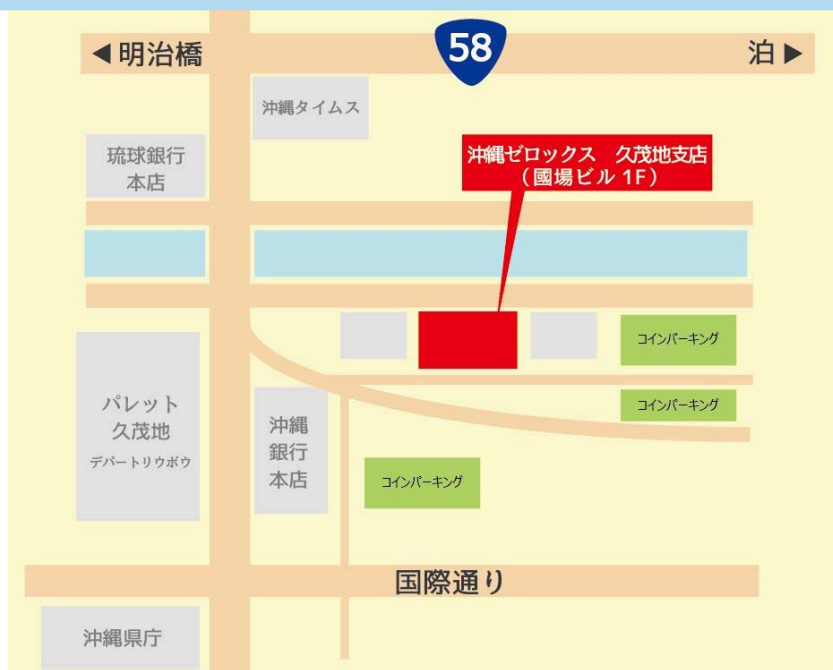 ◀明治橋
58
泊▶
沖縄タイムス
琉球銀行
本店
沖縄ゼロックス 久茂地支店
(國場ビル 1F)
コインパーキング
コインパーキング
パレット
久茂地
デパートリウボウ
沖縄
銀行
本店
コインパーキング
国際通り
沖縄県庁